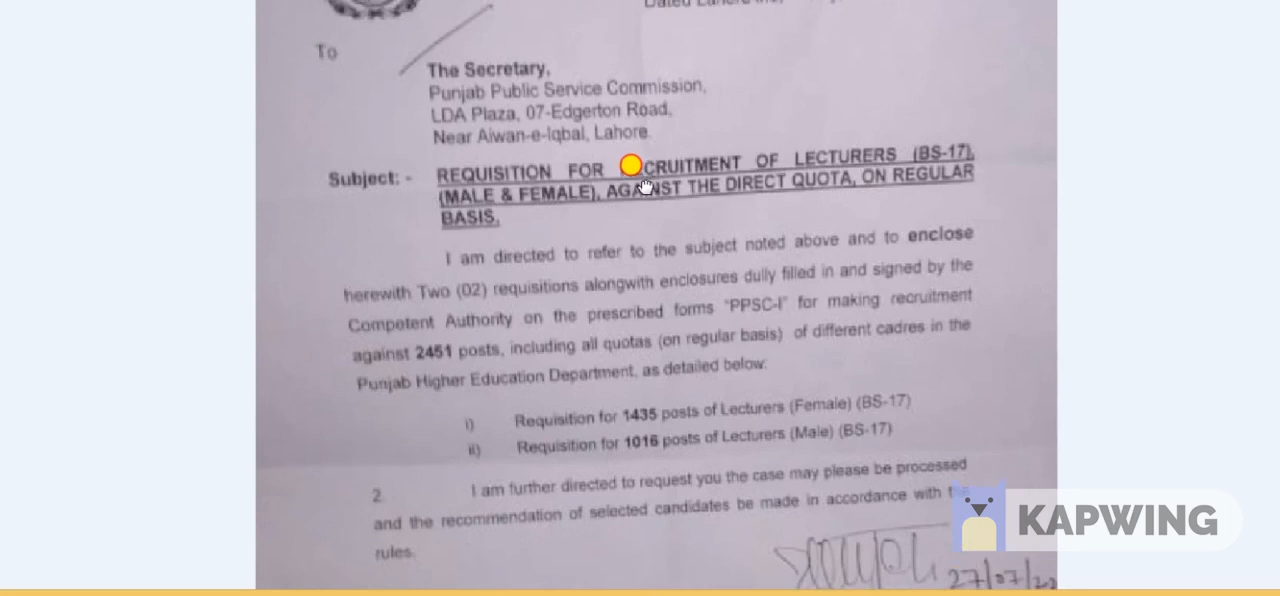 To
The Secretary,
Punjab Public Service Commission,
LDA Plaza, 07-Edgerton Road,
Near Aiwan-e-Iqbal, Lahore.
Subject: - REQUISITION FOR CRUITMENT OF LECTURERS (BS-17),
(MALE & FEMALE), AGAINST THE DIRECT QUOTA, ON REGULAR
BASIS.
I am directed to refer to the subject noted above and to enclose
herewith Two (02) requisitions alongwith enclosures dully filled in and signed by the
Competent Authority on the prescribed forms "PPSC-I" for making recruitment
against 2451 posts, including all quotas (on regular basis) of different cadres in the
Punjab Higher Education Department, as detailed below:
i) Requisition for 1435 posts of Lecturers (Female) (BS-17)
ii) Requisition for 1016 posts of Lecturers (Male) (BS-17)
2. I am further directed to request you the case may please be processed
and the recommendation of selected candidates be made in accordance with
rules.
27/07/
KAPWING